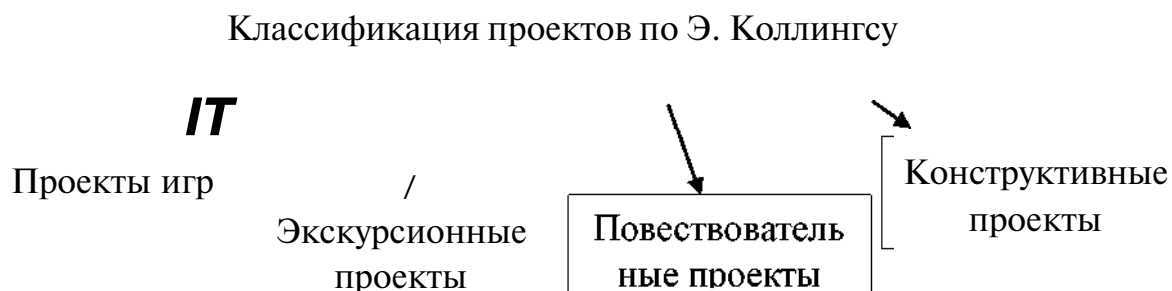 Классификация проектов по Э. Коллингсу
IT
Проекты игр
/
Экскурсионные
проекты
Повествователь
ные проекты
Конструктивные
проекты